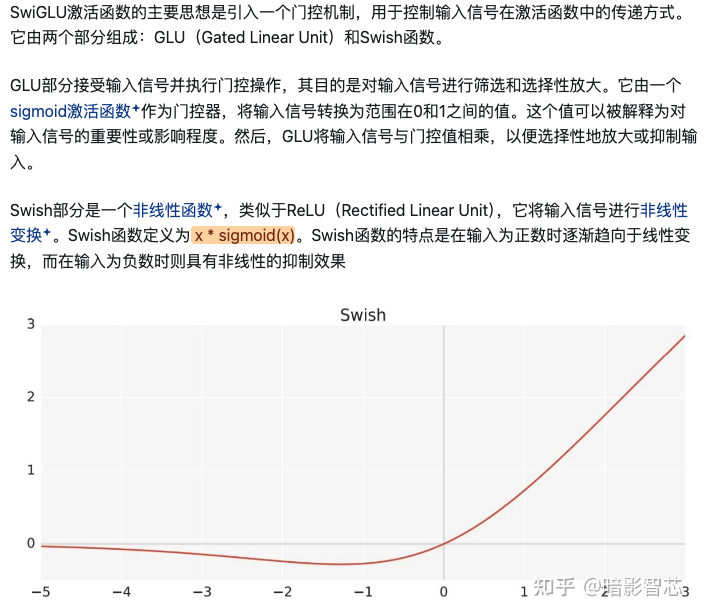 SwiGLU激活函数的主要思想是引入一个门控机制，用于控制输入信号在激活函数中的传递方式。
它由两个部分组成：GLU（Gated Linear Unit）和Swish函数。
GLU部分接受输入信号并执行门控操作，其目的是对输入信号进行筛选和选择性放大。它由一个
sigmoid激活函数作为门控器，将输入信号转换为范围在0和1之间的值。这个值可以被解释为对
输入信号的重要性或影响程度。然后，GLU将输入信号与门控值相乘，以便选择性地放大或抑制输
入。
Swish部分是一个非线性函数，类似于ReLU（Rectified Linear Unit），它将输入信号进行非线性
变换。Swish函数定义为 x * sigmoid(x)。Swish函数的特点是在输入为正数时逐渐趋向于线性变
换，而在输入为负数时则具有非线性的抑制效果
Swish
3
2
1
0
−5 −4 −3 −2 −1 0 1 2 3
知乎 @暗影智芯